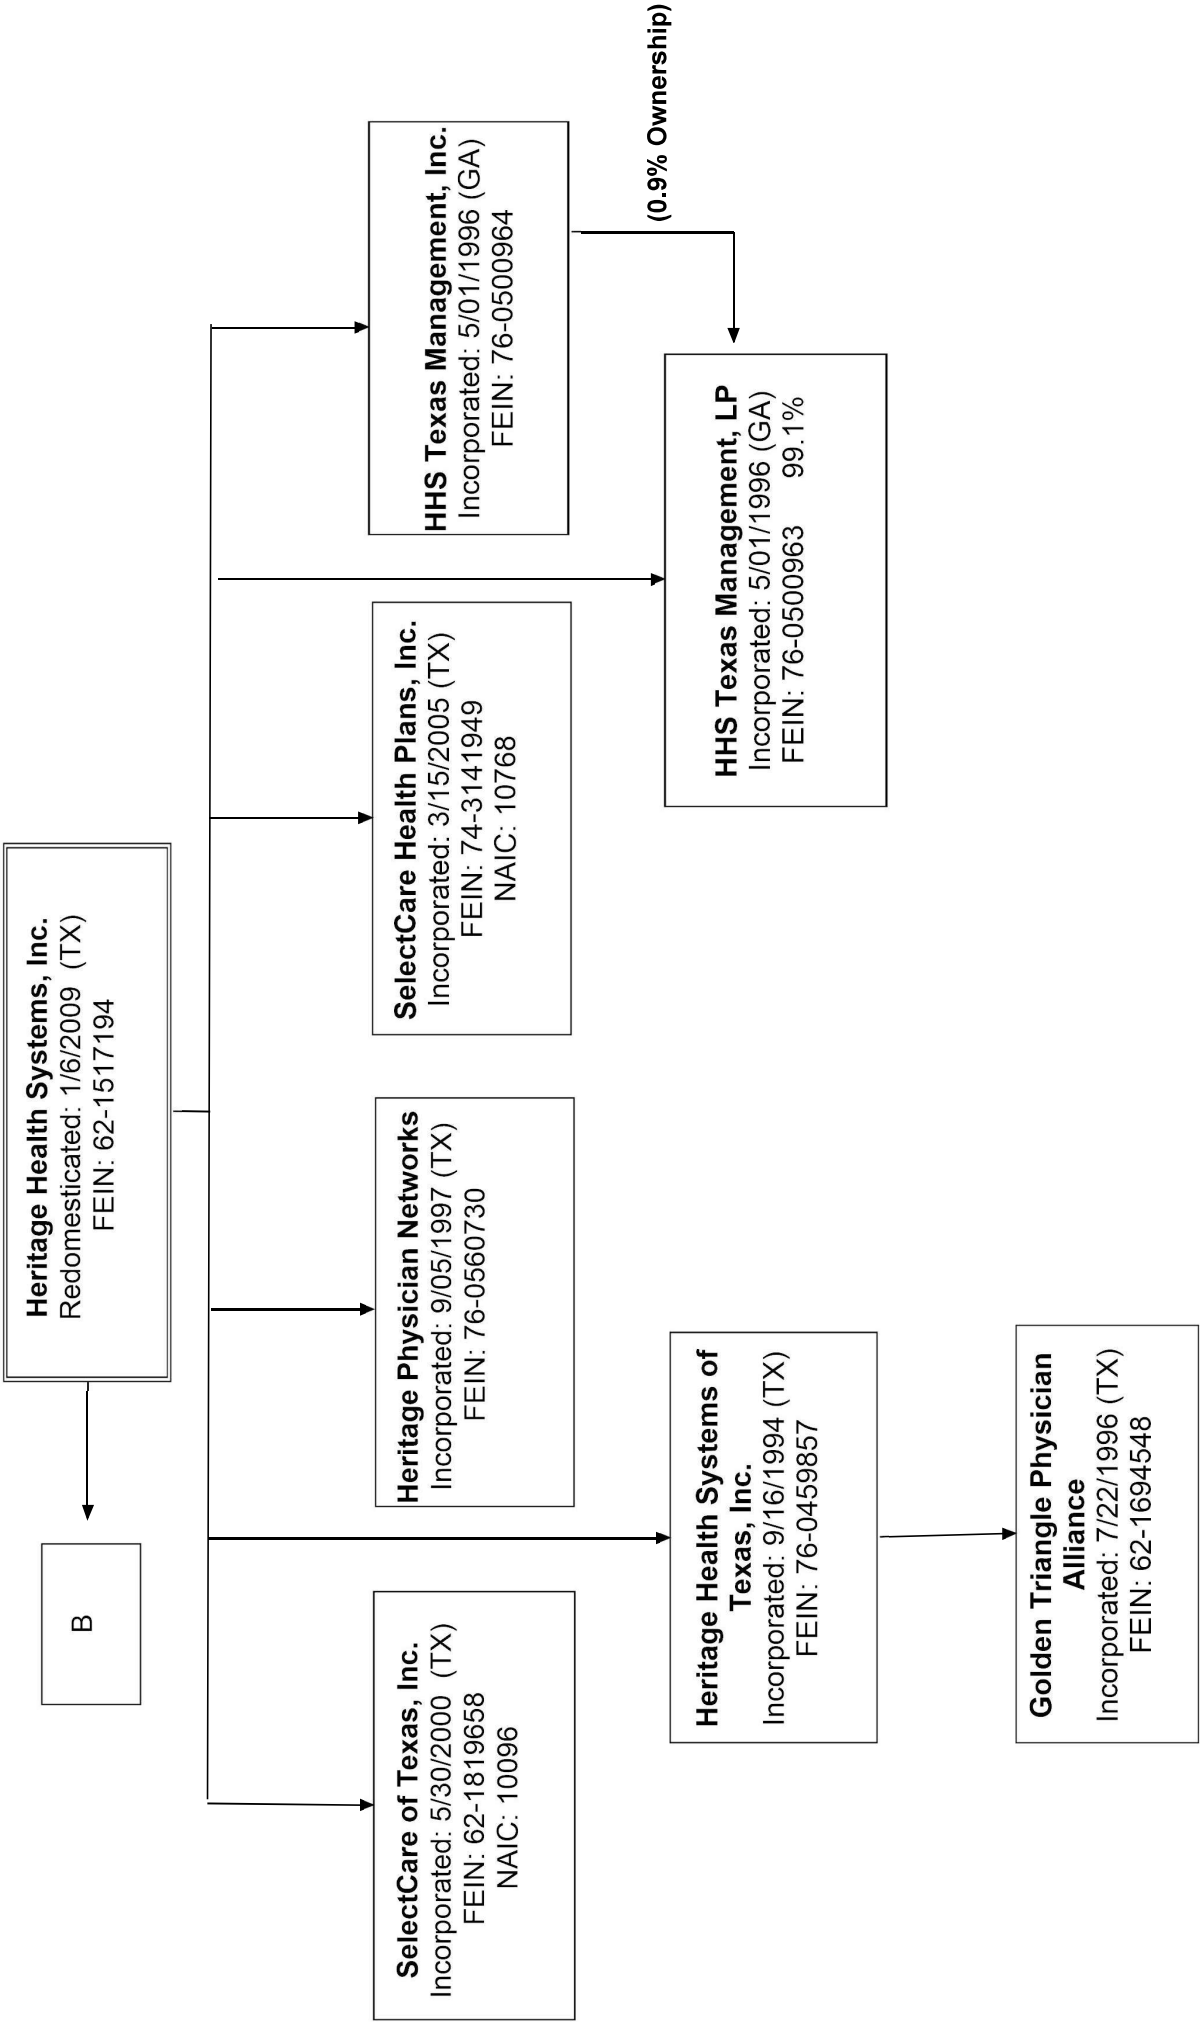 B
Heritage Health Systems, Inc.
Redomesticated: 1/6/2009 (TX)
FEIN: 62-1517194
SelectCare of Texas, Inc.
Incorporated: 5/30/2000 (TX)
FEIN: 62-1819658
NAIC: 10096
Heritage Physician Networks
Incorporated: 9/05/1997 (TX)
FEIN: 76-0560730
SelectCare Health Plans, Inc.
Incorporated: 3/15/2005 (TX)
FEIN: 74-3141949
NAIC: 10768
HHS Texas Management, Inc.
Incorporated: 5/01/1996 (GA)
FEIN: 76-0500964
(0.9% Ownership)
Heritage Health Systems of
Texas, Inc.
Incorporated: 9/16/1994 (TX)
FEIN: 76-0459857
HHS Texas Management, LP
Incorporated: 5/01/1996 (GA)
FEIN: 76-0500963 99.1%
Golden Triangle Physician
Alliance
Incorporated: 7/22/1996 (TX)
FEIN: 62-1694548